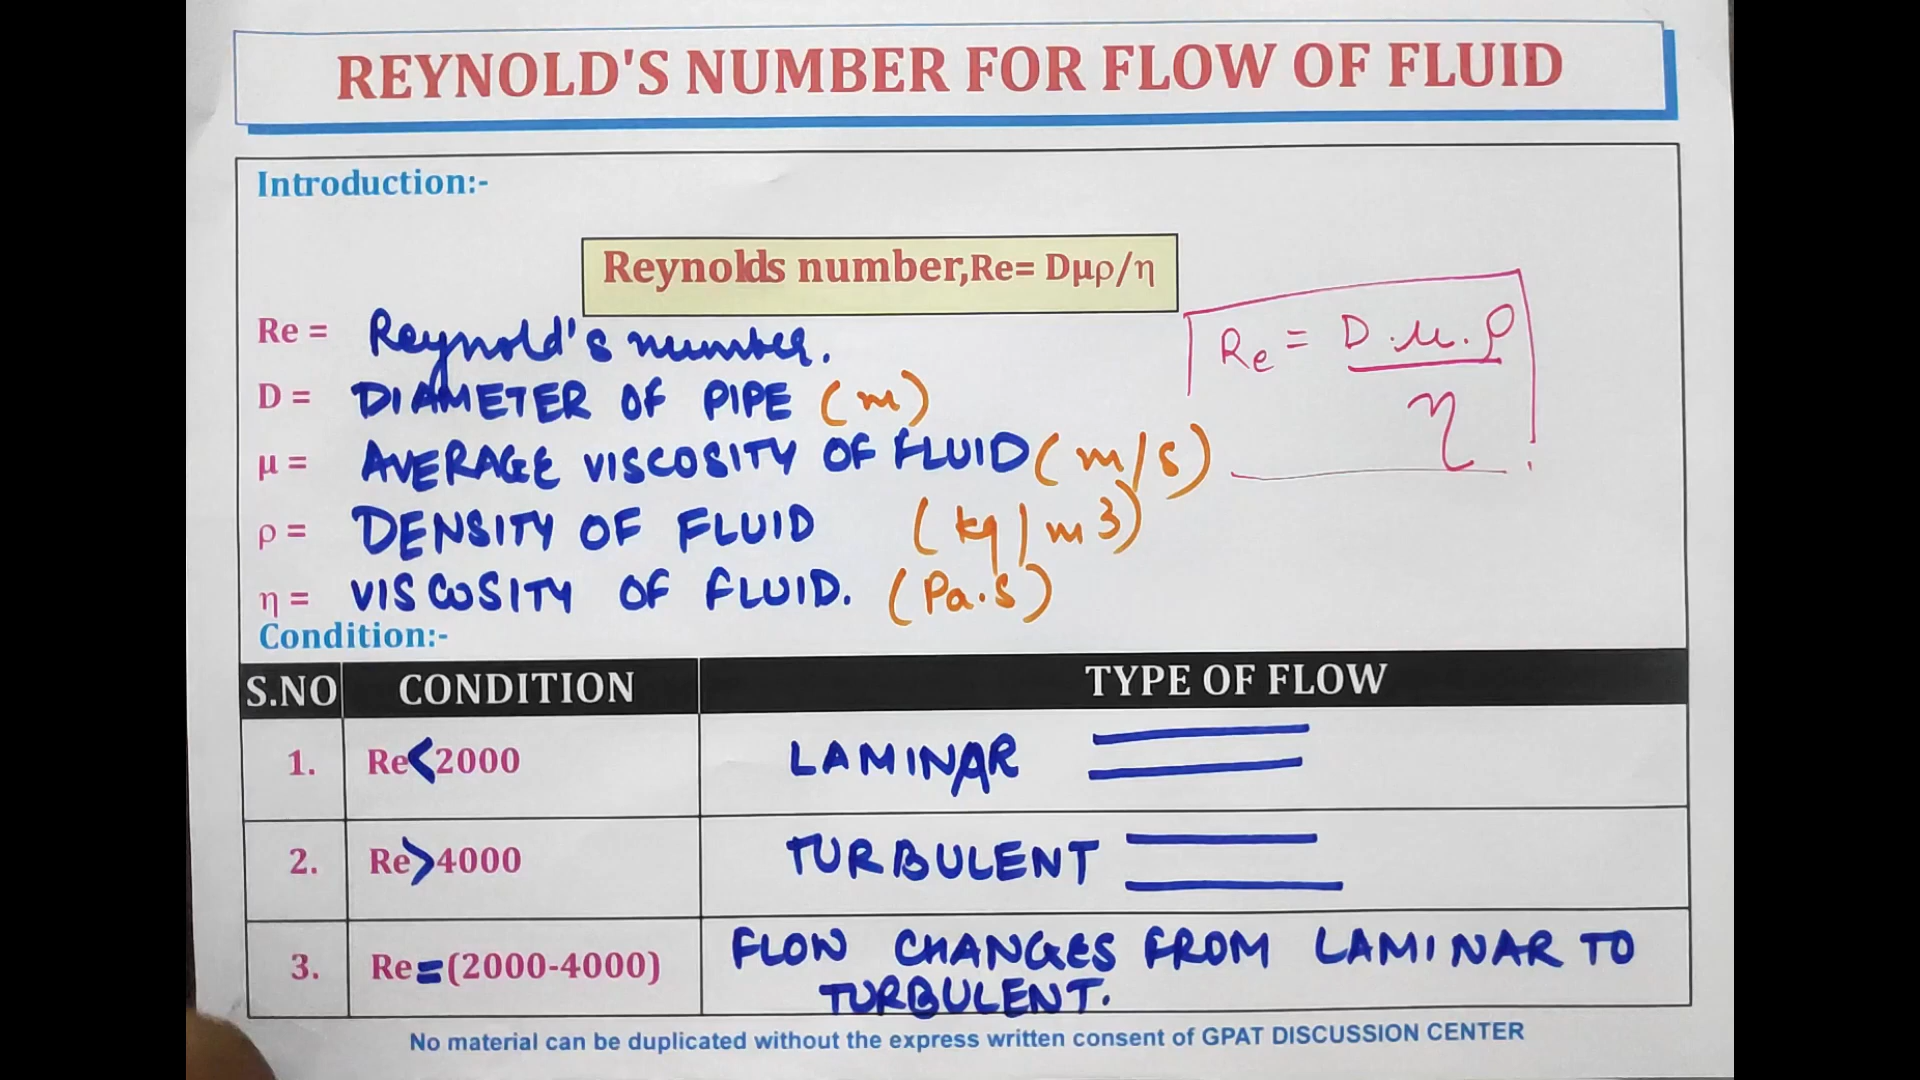 REYNOLD'S NUMBER FOR FLOW OF FLUID
Introduction:-
Reynolds number,Re= Dμρ/η
Re = Reynold's number.
Re = D.μ.ρ
η
D = DIAMETER OF PIPE (m)
μ = AVERAGE VISCOSITY OF FLUID (m/s)
ρ = DENSITY OF FLUID (kg/m3)
η = VISCOSITY OF FLUID. (Pa.s)
Condition:-
S.NO CONDITION TYPE OF FLOW
1. Re<2000 LAMINAR
2. Re>4000 TURBULENT
3. Re=(2000-4000) FLOW CHANGES FROM LAMINAR TO
TURBULENT.
No material can be duplicated without the express written consent of GPAT DISCUSSION CENTER